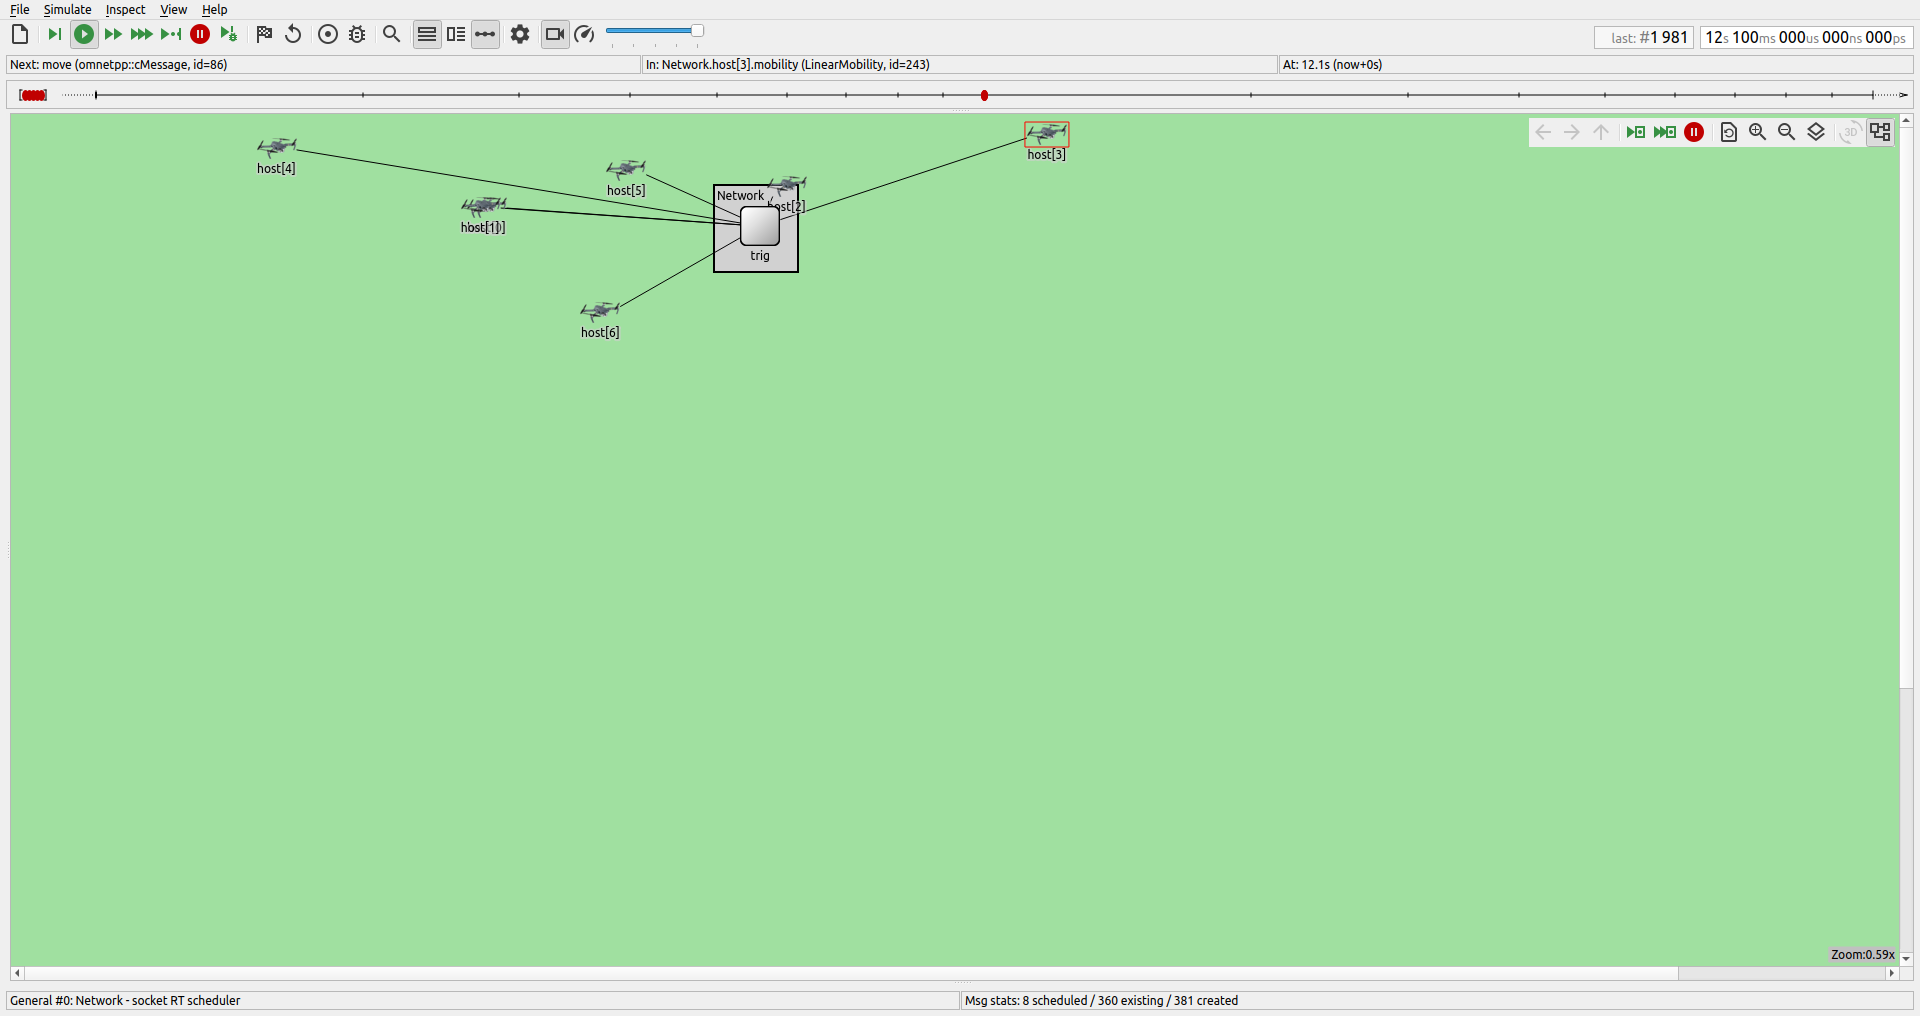 File Simulate Inspect View Help
last: #1 981
12s 100ms 000us 000ns 000ps
Next: move (omnetpp::cMessage, id=86)
In: Network.host[3].mobility (LinearMobility, id=243)
At: 12.1s (now+0s)
3D
host[4]
host[3]
host[5]
Network
host[2]
host[1]
trig
host[6]
Zoom:0.59x
General #0: Network - socket RT scheduler
Msg stats: 8 scheduled / 360 existing / 381 created